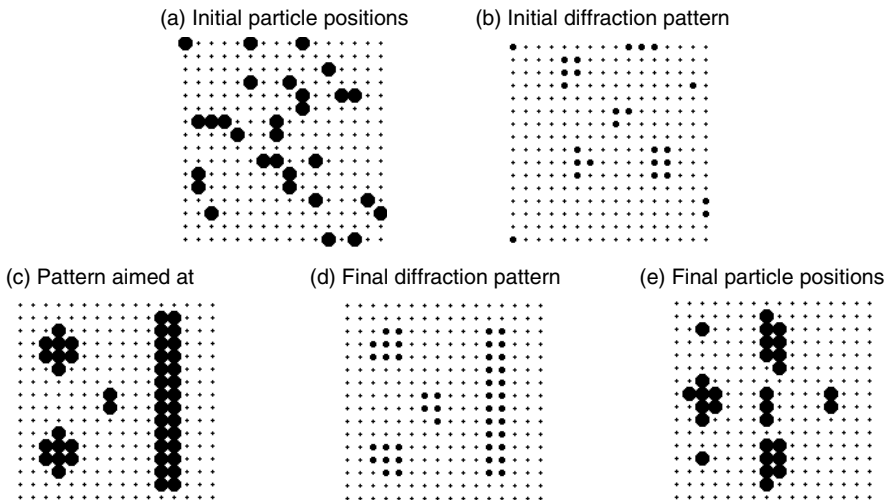 (a) Initial particle positions
(b) Initial diffraction pattern
(c) Pattern aimed at
(d) Final diffraction pattern
(e) Final particle positions